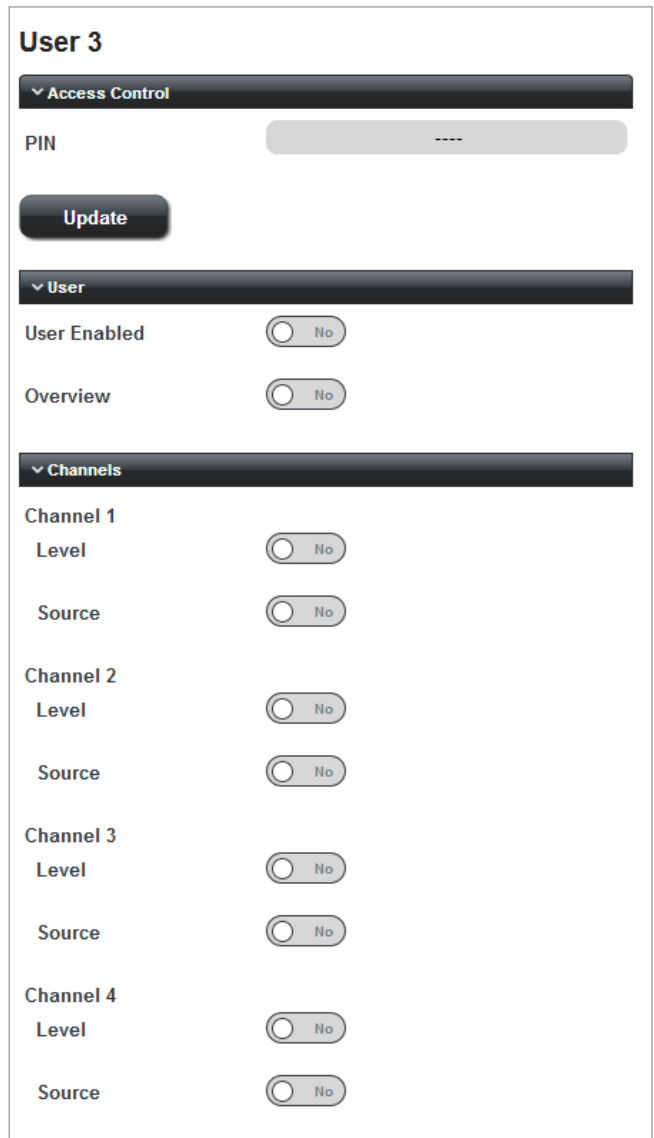 User 3
Access Control
PIN ----
Update
User
User Enabled No
Overview No
Channels
Channel 1
Level No
Source No
Channel 2
Level No
Source No
Channel 3
Level No
Source No
Channel 4
Level No
Source No